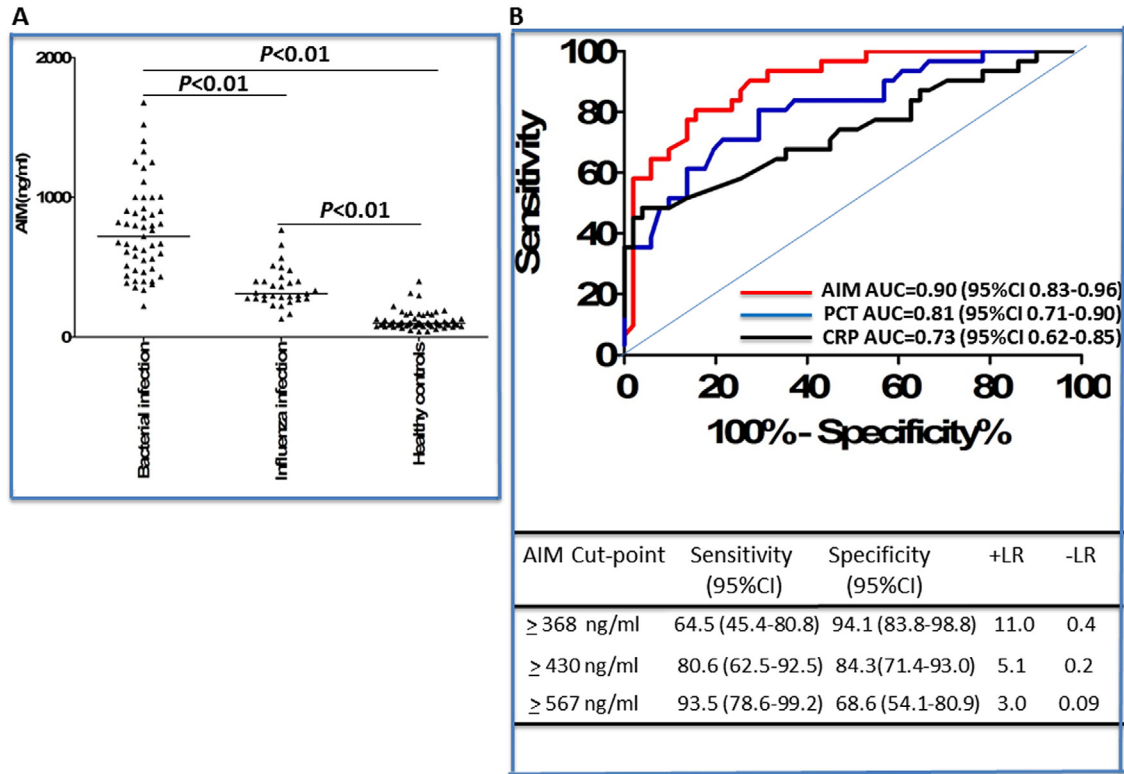 A
P<0.01
P<0.01
P<0.01
2000
1000
0
AIM(ng/ml)
Bacterial infection
Influenza infection
Healthy controls
B
100
80
60
40
20
0
Sensitivity
AIM AUC=0.90 (95%CI 0.83-0.96)
PCT AUC=0.81 (95%CI 0.71-0.90)
CRP AUC=0.73 (95%CI 0.62-0.85)
0 20 40 60 80 100
100% - Specificity%
AIM Cut-point Sensitivity Specificity +LR -LR
(95%CI) (95%CI)
≥ 368 ng/ml 64.5 (45.4-80.8) 94.1 (83.8-98.8) 11.0 0.4
≥ 430 ng/ml 80.6 (62.5-92.5) 84.3(71.4-93.0) 5.1 0.2
≥ 567 ng/ml 93.5 (78.6-99.2) 68.6 (54.1-80.9) 3.0 0.09